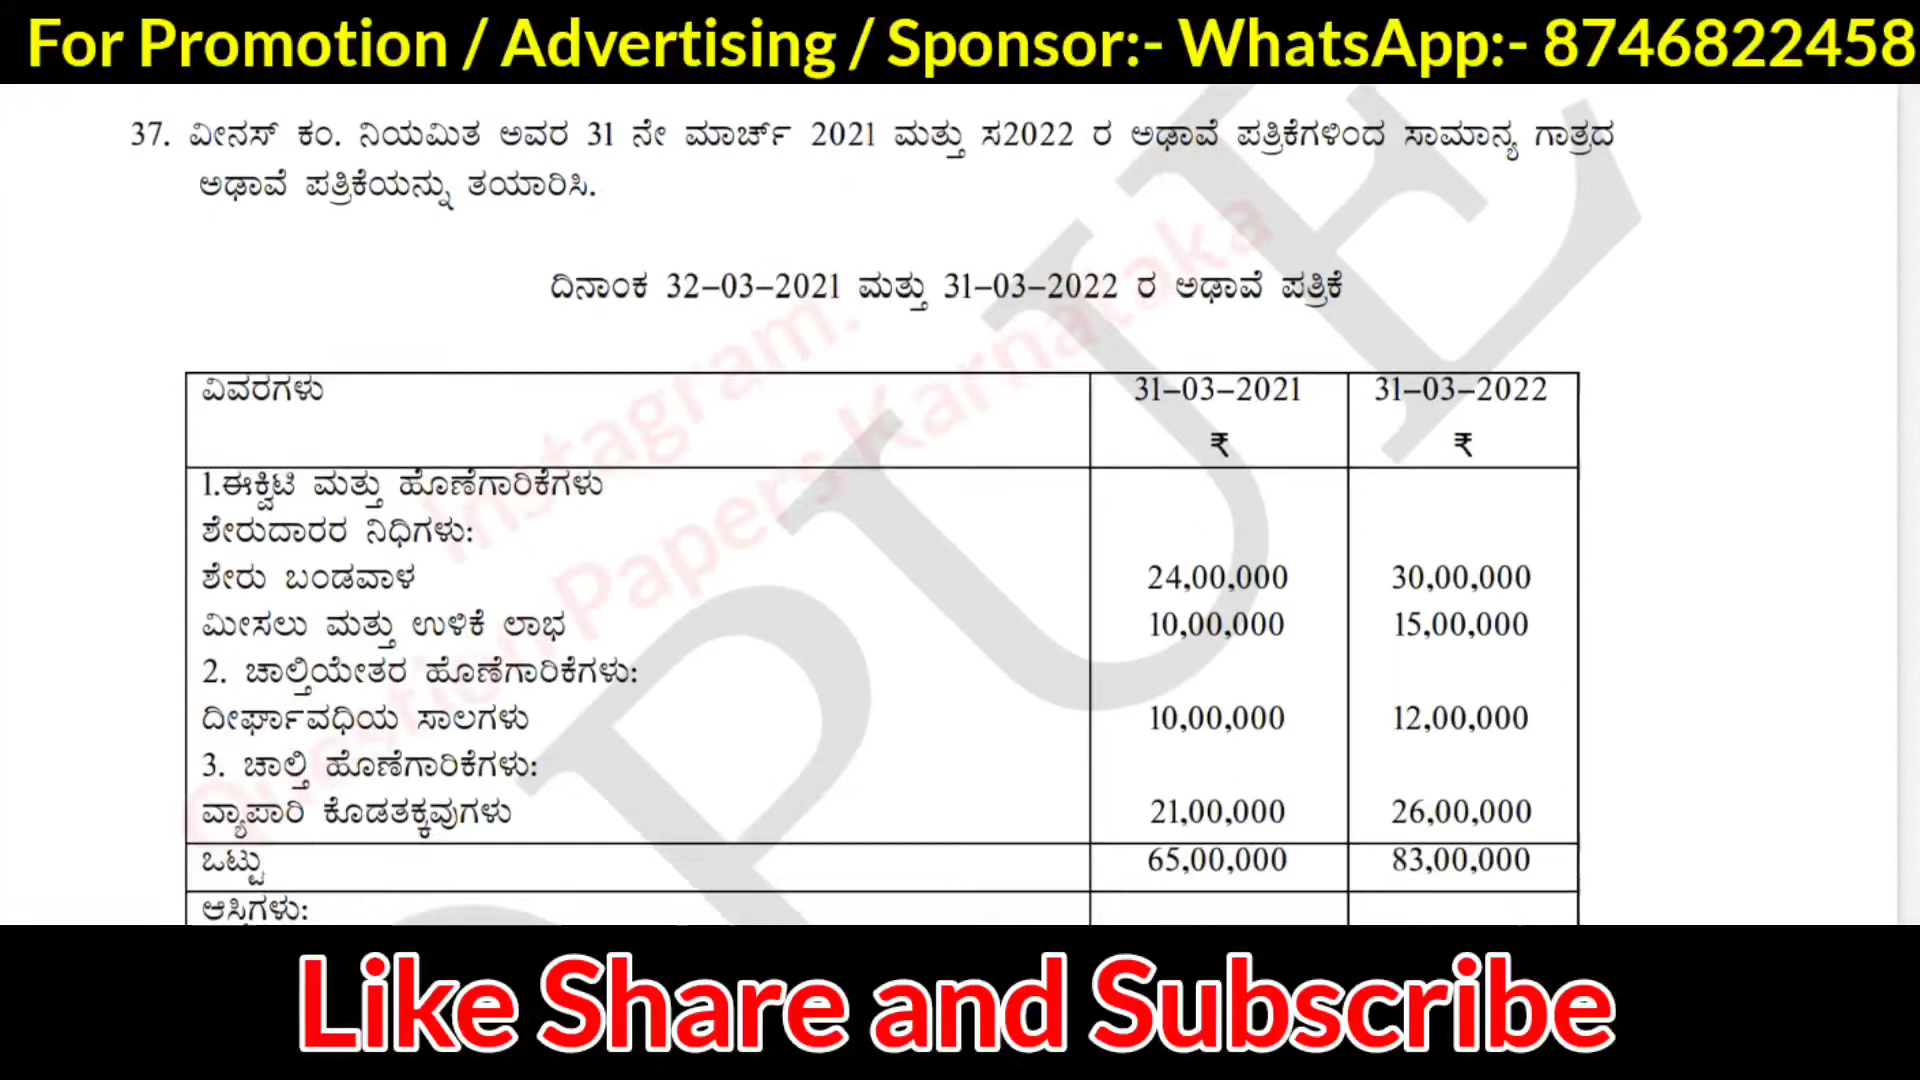 For Promotion / Advertising / Sponsor:- WhatsApp:- 8746822458
37. ವೀನಸ್ ಕಂ. ನಿಯಮಿತ ಅವರ 31 ನೇ ಮಾರ್ಚ್ 2021 ಮತ್ತು ಸ2022 ರ ಅಢಾವೆ ಪತ್ರಿಕೆಗಳಿಂದ ಸಾಮಾನ್ಯ ಗಾತ್ರದ
ಅಢಾವೆ ಪತ್ರಿಕೆಯನ್ನು ತಯಾರಿಸಿ.
ದಿನಾಂಕ 32-03-2021 ಮತ್ತು 31-03-2022 ರ ಅಢಾವೆ ಪತ್ರಿಕೆ
ವಿವರಗಳು 31-03-2021 31-03-2022
₹ ₹
1.ಈಕ್ವಿಟಿ ಮತ್ತು ಹೊಣೆಗಾರಿಕೆಗಳು
ಶೇರುದಾರರ ನಿಧಿಗಳು:
ಶೇರು ಬಂಡವಾಳ 24,00,000 30,00,000
ಮೀಸಲು ಮತ್ತು ಉಳಿಕೆ ಲಾಭ 10,00,000 15,00,000
2. ಚಾಲ್ತಿಯೇತರ ಹೊಣೆಗಾರಿಕೆಗಳು:
ದೀರ್ಘಾವಧಿಯ ಸಾಲಗಳು 10,00,000 12,00,000
3. ಚಾಲ್ತಿ ಹೊಣೆಗಾರಿಕೆಗಳು:
ವ್ಯಾಪಾರಿ ಕೊಡತಕ್ಕವುಗಳು 21,00,000 26,00,000
ಒಟ್ಟು 65,00,000 83,00,000
ಆಸ್ತಿಗಳು:
Instagram.
Question Papers Karnataka
PUE
Like Share and Subscribe